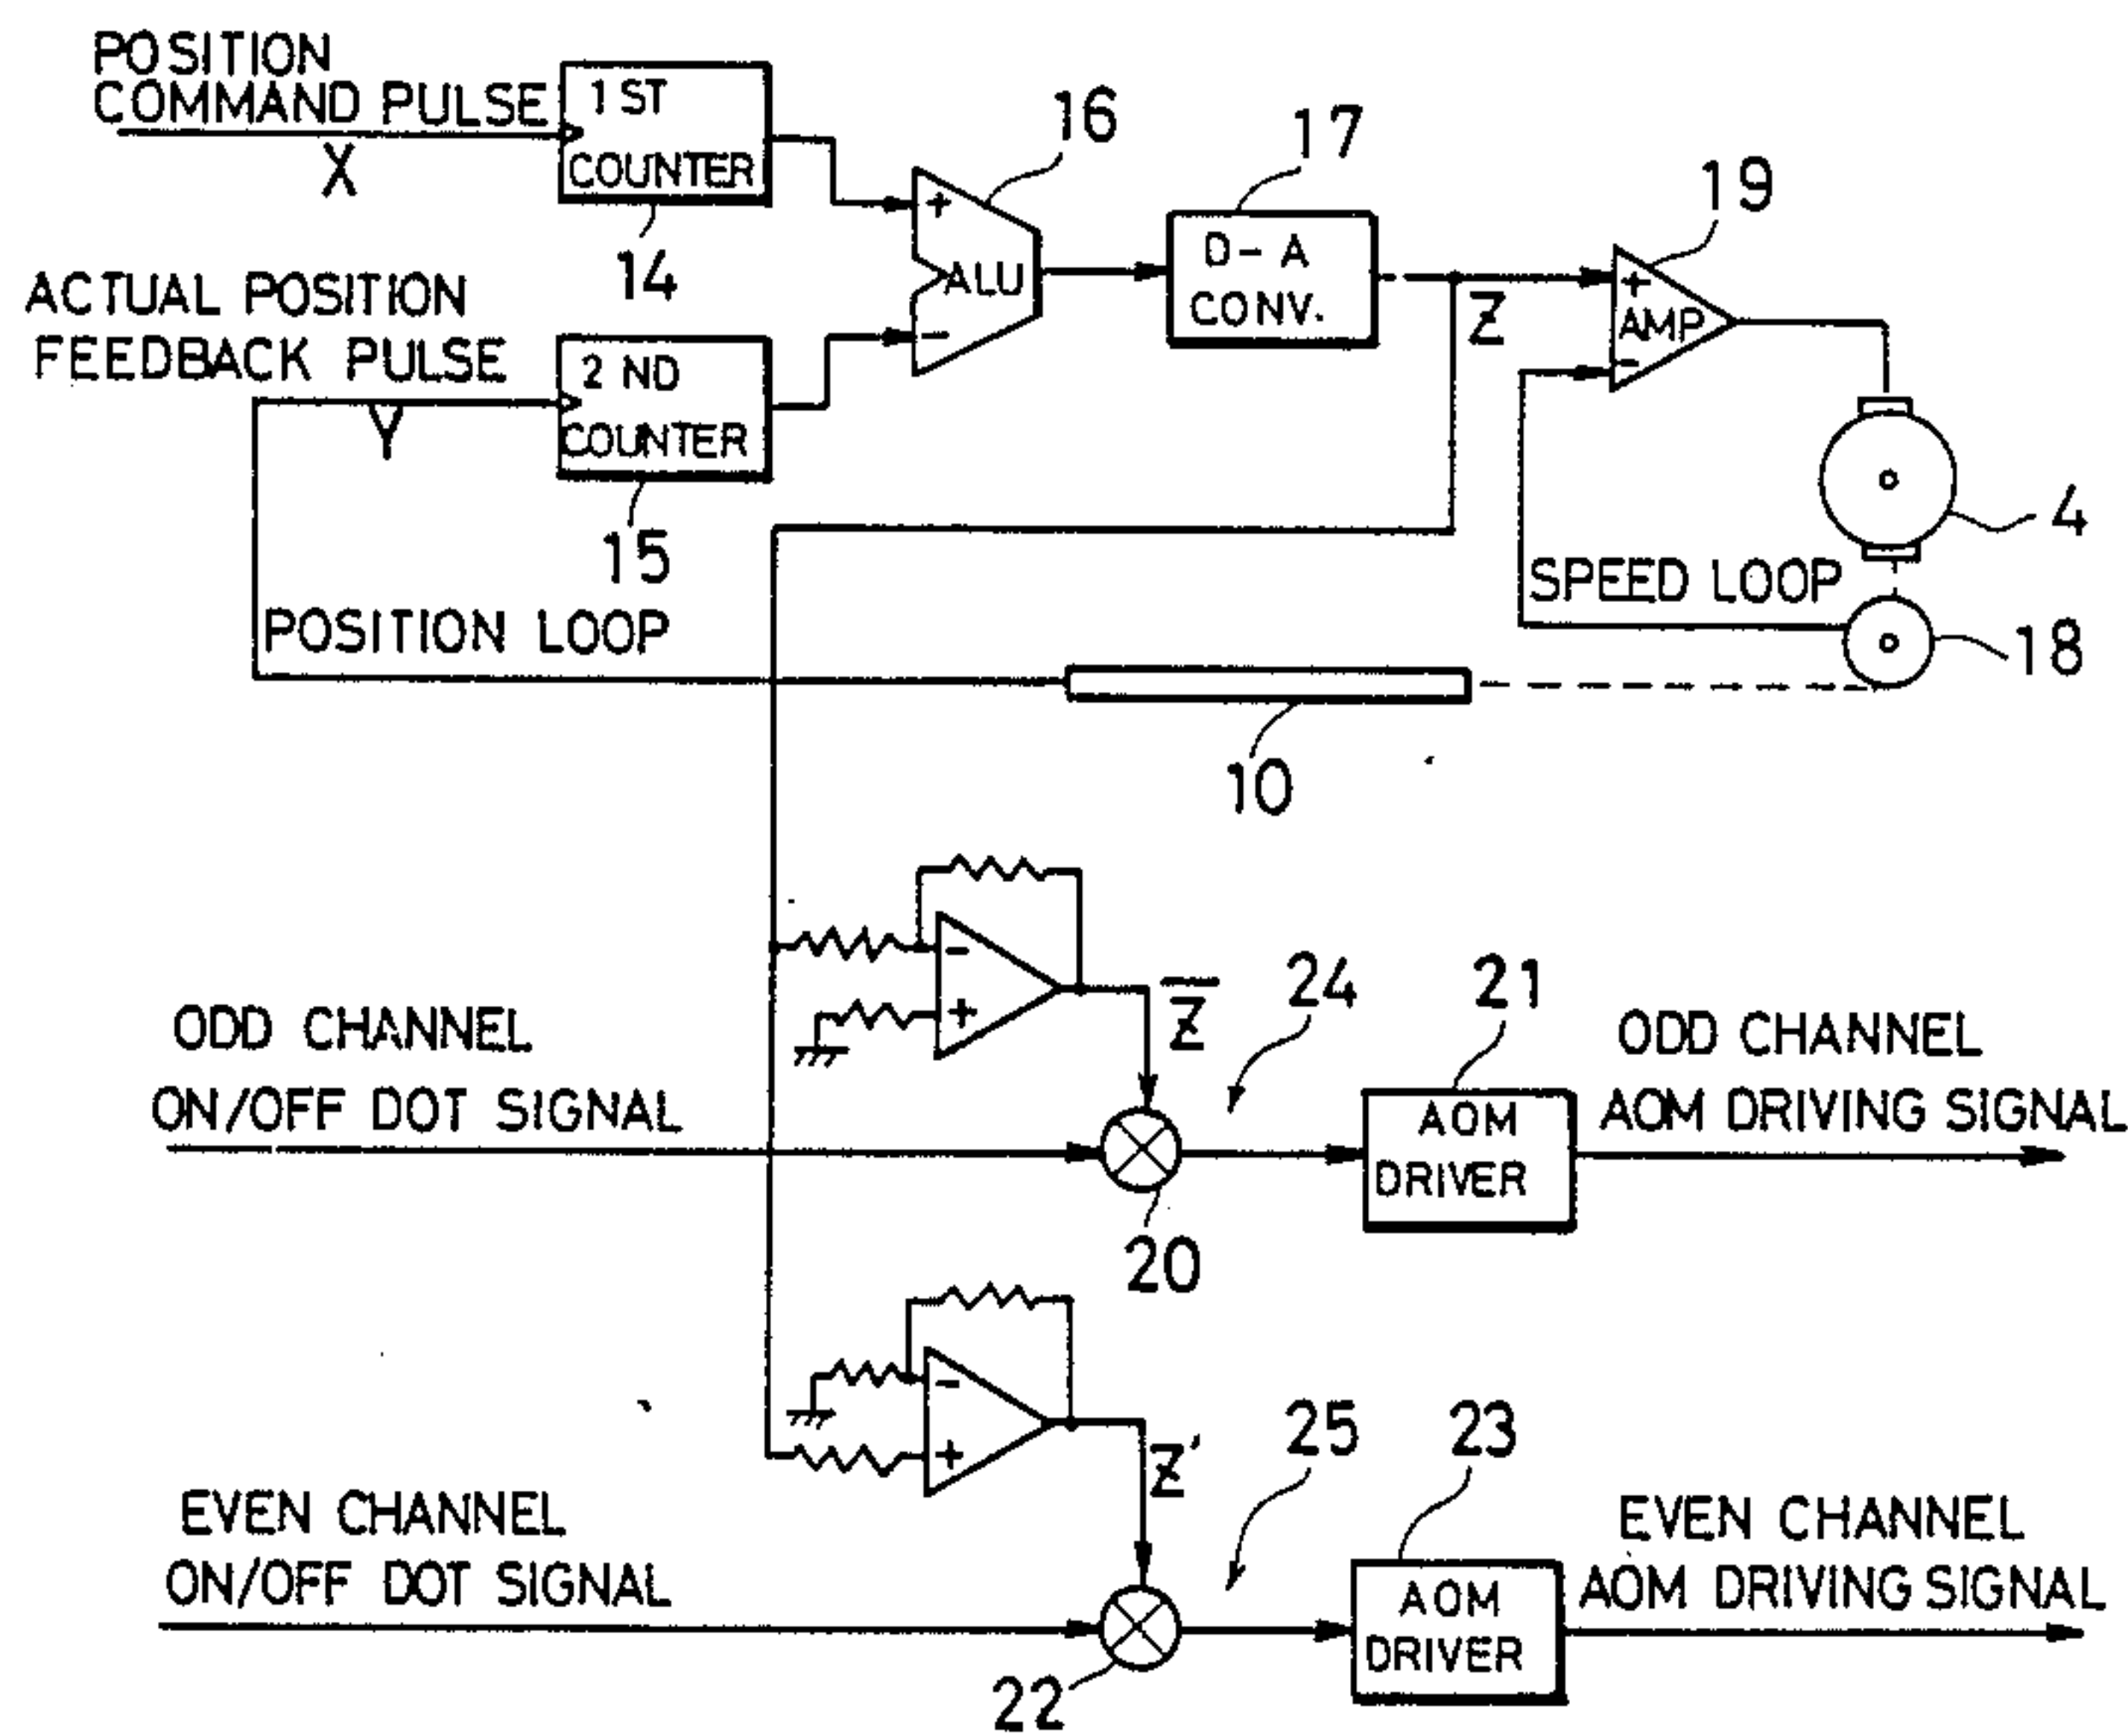 POSITION
COMMAND PULSE
X
1 ST
COUNTER
14
16
17
19
+
-
ALU
D-A
CONV.
Z
+
AMP
-
ACTUAL POSITION
FEEDBACK PULSE
Y
2 ND
COUNTER
15
4
SPEED LOOP
18
POSITION LOOP
10
-
+
Z̅
24
21
ODD CHANNEL
ON/OFF DOT SIGNAL
20
AOM
DRIVER
ODD CHANNEL
AOM DRIVING SIGNAL
-
+
Z'
25
23
EVEN CHANNEL
ON/OFF DOT SIGNAL
22
AOM
DRIVER
EVEN CHANNEL
AOM DRIVING SIGNAL